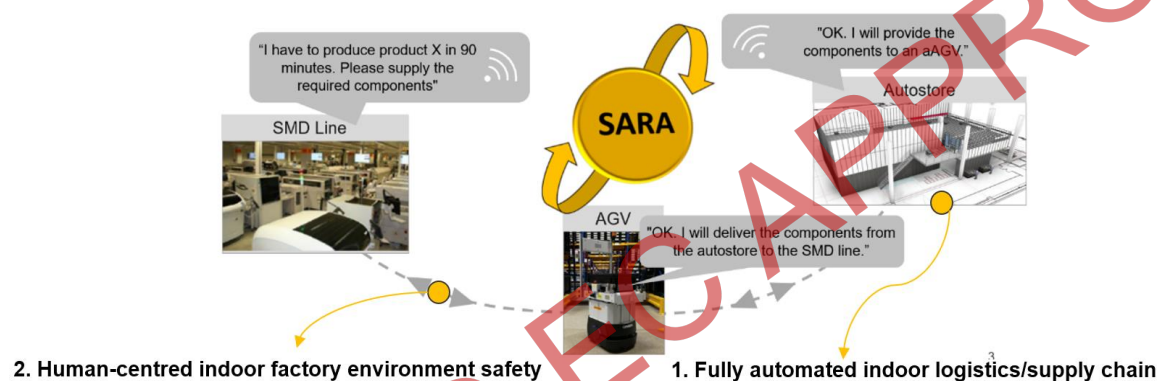 “I have to produce product X in 90
minutes. Please supply the
required components"
"OK. I will provide the
components to an aAGV.”
SMD Line
SARA
Autostore
AGV
"OK. I will deliver the components from
the autostore to the SMD line.”
2. Human-centred indoor factory environment safety
3
1. Fully automated indoor logistics/supply chain
EC APPRO